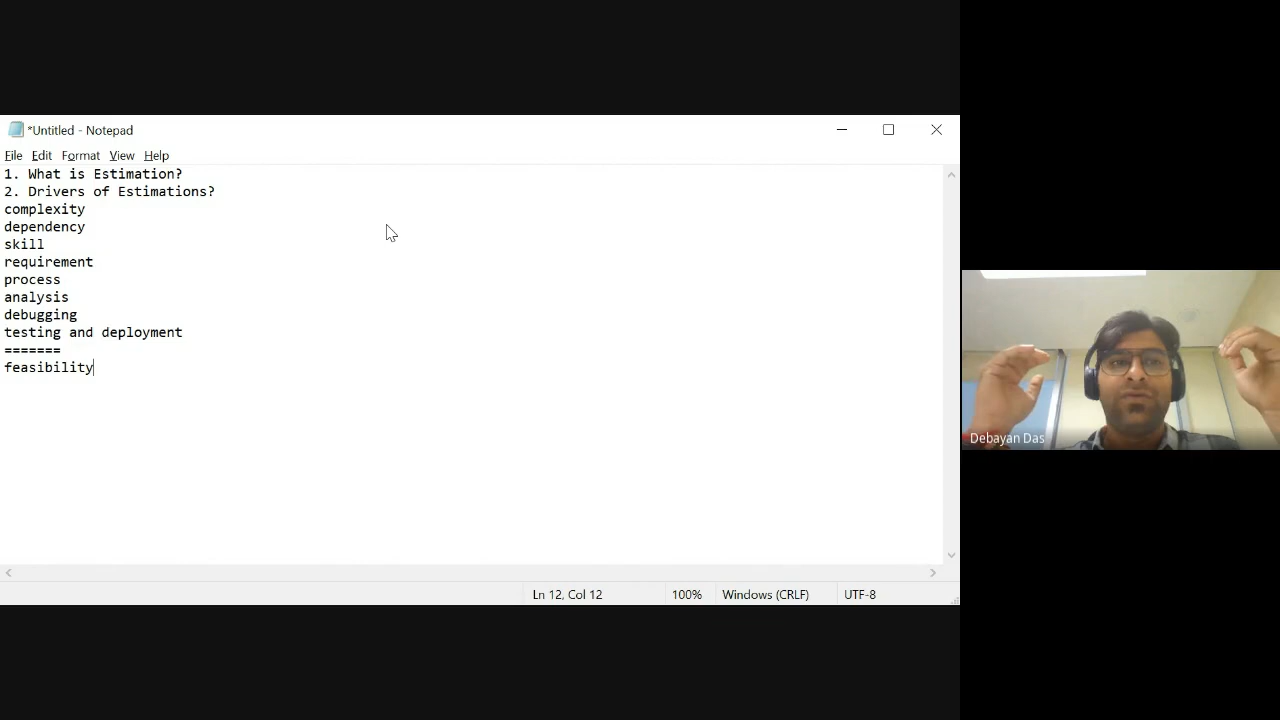 *Untitled - Notepad
File Edit Format View Help
1. What is Estimation?
2. Drivers of Estimations?
complexity
dependency
skill
requirement
process
analysis
debugging
testing and deployment
=======
feasibility
Ln 12, Col 12 100% Windows (CRLF) UTF-8
Debayan Das